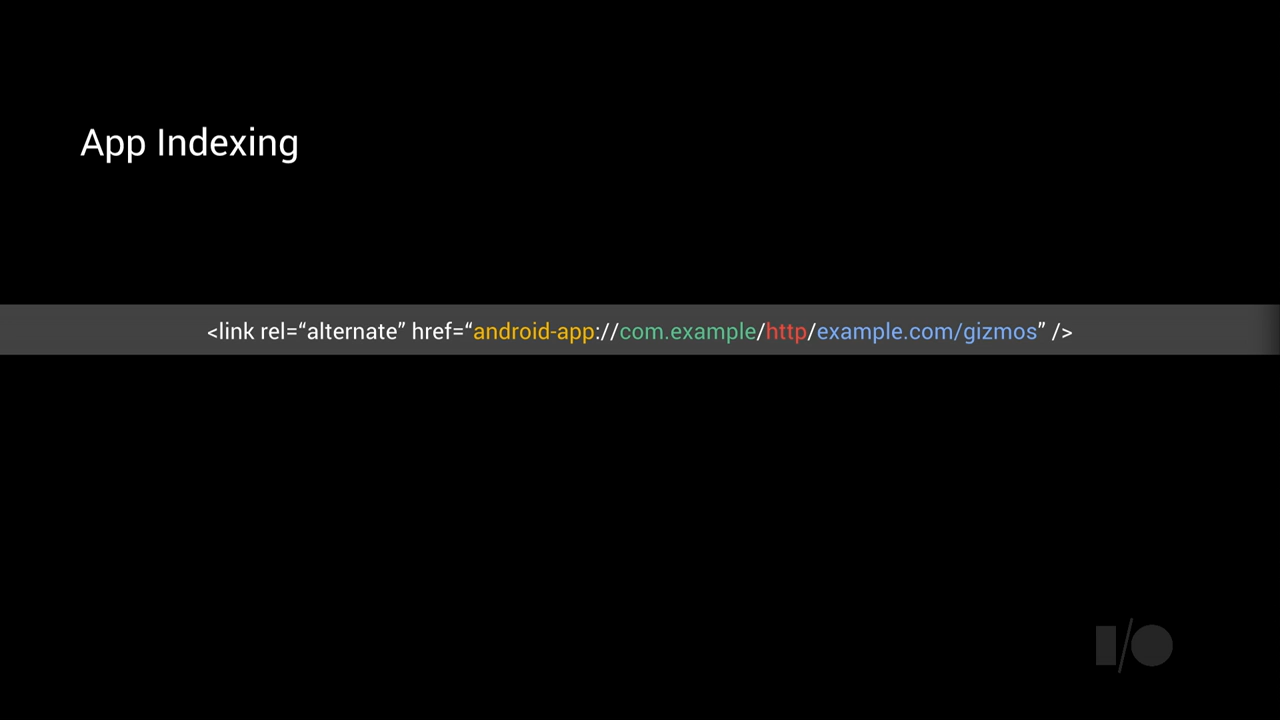 App Indexing
<link rel=“alternate” href=“android-app://com.example/http/example.com/gizmos” />
I/O